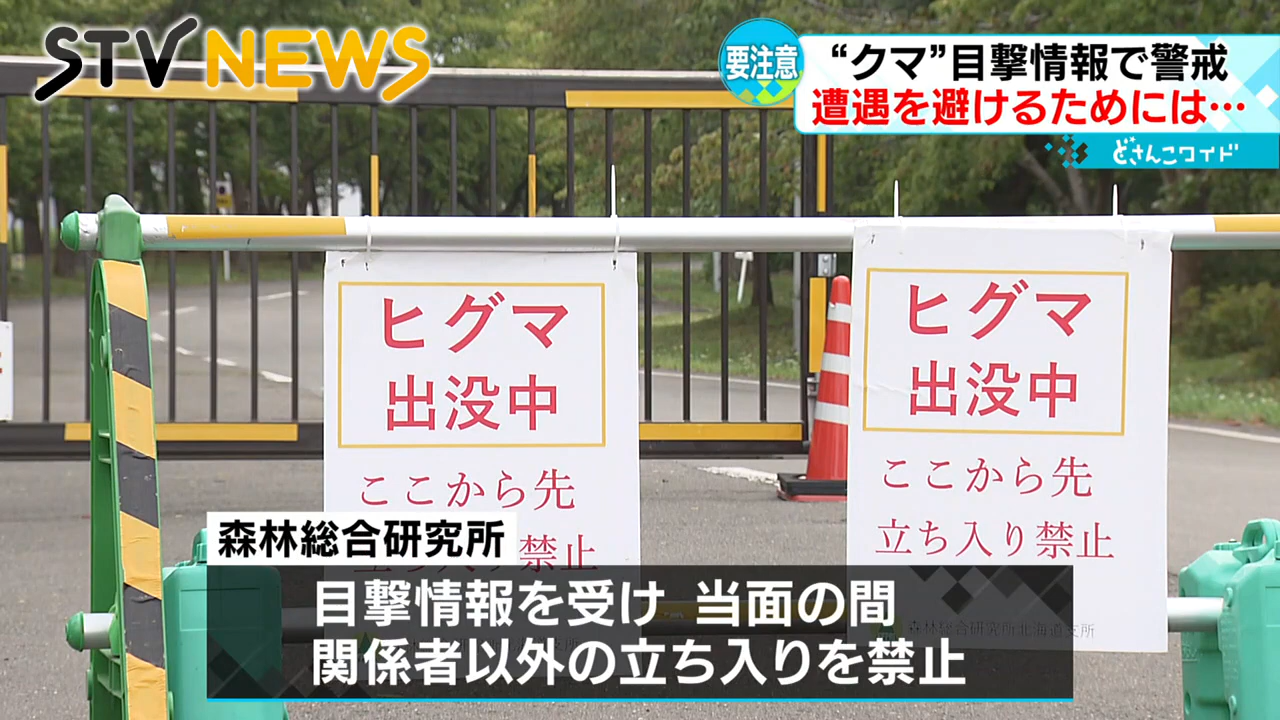 STV NEWS
要注意
“クマ”目撃情報で警戒
遭遇を避けるためには…
どさんこワイド
ヒグマ
出没中
ここから先
禁止
ヒグマ
出没中
ここから先
立ち入り禁止
森林総合研究所北海道支所
森林総合研究所
目撃情報を受け 当面の間
関係者以外の立ち入りを禁止